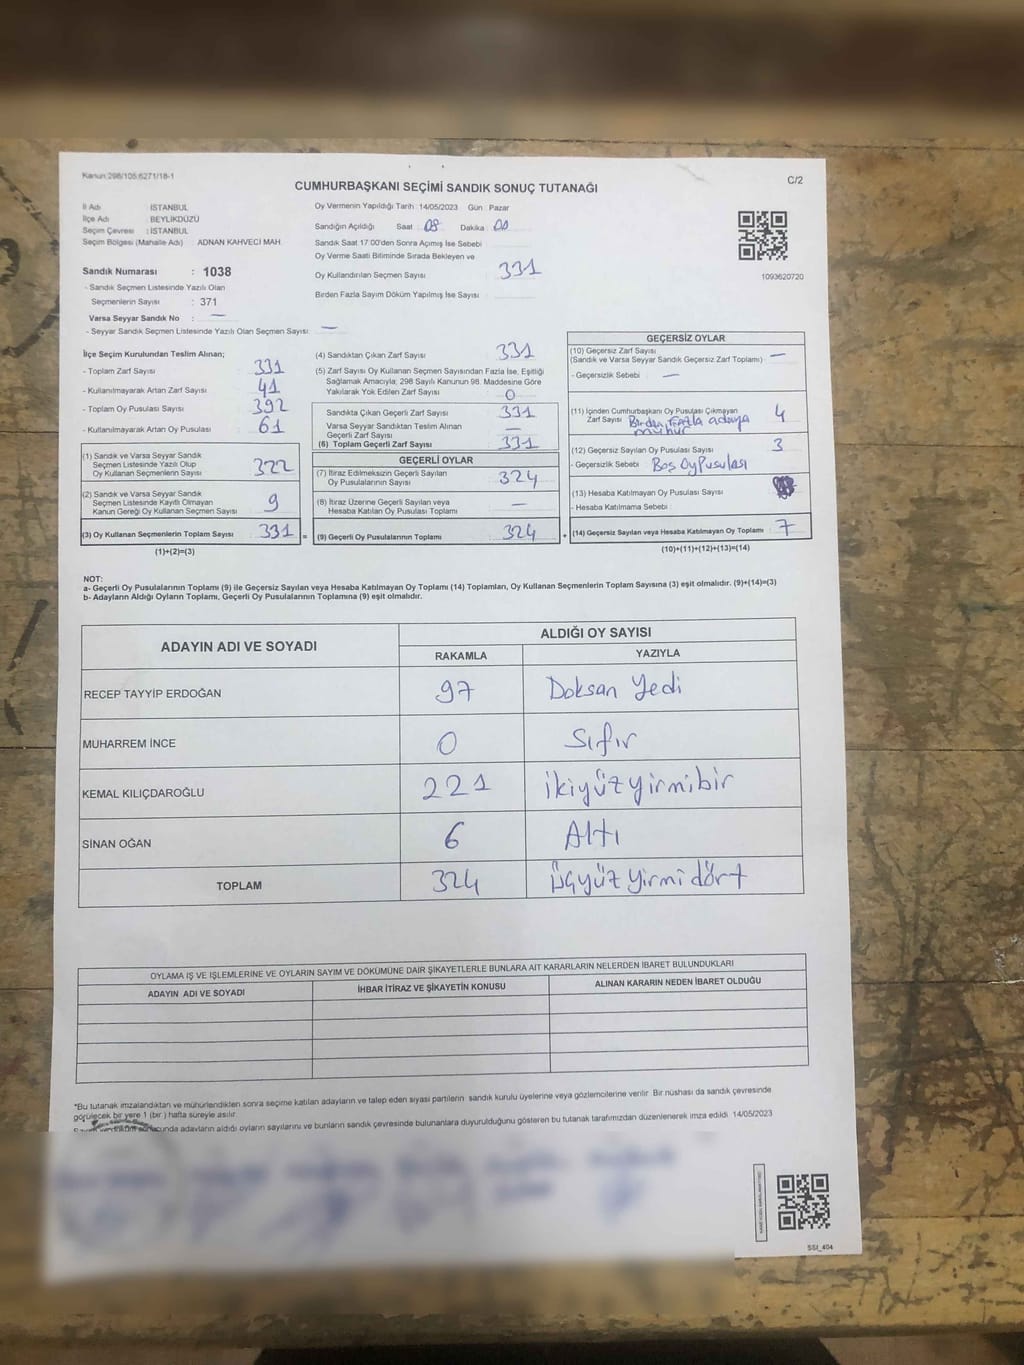 Kanun:298/105;6271/18-1
CUMHURBAŞKANI SEÇİMİ SANDIK SONUÇ TUTANAĞI
C/2
İl Adı : İSTANBUL
İlçe Adı : BEYLİKDÜZÜ
Seçim Çevresi : İSTANBUL
Seçim Bölgesi (Mahalle Adı) ADNAN KAHVECİ MAH.
Oy Vermenin Yapıldığı Tarih :14/05/2023 Gün : Pazar
Sandığın Açıldığı Saat : 08 Dakika : 00
Sandık Saat 17.00'den Sonra Açılmış İse Sebebi :
Oy Verme Saati Bitiminde Sırada Bekleyen ve
Oy Kullandırılan Seçmen Sayısı : 331
Birden Fazla Sayım Döküm Yapılmış İse Sayısı :
1093620720
Sandık Numarası : 1038
- Sandık Seçmen Listesinde Yazılı Olan
Seçmenlerin Sayısı : 371
Varsa Seyyar Sandık No : —
- Seyyar Sandık Seçmen Listesinde Yazılı Olan Seçmen Sayısı: —
İlçe Seçim Kurulundan Teslim Alınan;
- Toplam Zarf Sayısı : 331
- Kullanılmayarak Artan Zarf Sayısı : 41
- Toplam Oy Pusulası Sayısı : 392
- Kullanılmayarak Artan Oy Pusulası : 61
(1) Sandık ve Varsa Seyyar Sandık
Seçmen Listesinde Yazılı Olup
Oy Kullanan Seçmenlerin Sayısı : 322
(2) Sandık ve Varsa Seyyar Sandık
Seçmen Listesinde Kayıtlı Olmayan
Kanun Gereği Oy Kullanan Seçmen Sayısı : 9
(3) Oy Kullanan Seçmenlerin Toplam Sayısı : 331 =
(1)+(2)=(3)
(4) Sandıktan Çıkan Zarf Sayısı : 331
(5) Zarf Sayısı Oy Kullanan Seçmen Sayısından Fazla İse, Eşitliği
Sağlamak Amacıyla; 298 Sayılı Kanunun 98. Maddesine Göre
Yakılarak Yok Edilen Zarf Sayısı : 0
Sandıkta Çıkan Geçerli Zarf Sayısı : 331
Varsa Seyyar Sandıktan Teslim Alınan
Geçerli Zarf Sayısı : —
(6) Toplam Geçerli Zarf Sayısı : 331
GEÇERLİ OYLAR
(7) İtiraz Edilmeksizin Geçerli Sayılan
Oy Pusulalarının Sayısı : 324
(8) İtiraz Üzerine Geçerli Sayılan veya
Hesaba Katılan Oy Pusulası Toplamı : —
(9) Geçerli Oy Pusulalarının Toplamı : 324 +
GEÇERSİZ OYLAR
(10) Geçersiz Zarf Sayısı
(Sandık ve Varsa Seyyar Sandık Geçersiz Zarf Toplamı) : —
- Geçersizlik Sebebi : —
(11) İçinden Cumhurbaşkanı Oy Pusulası Çıkmayan
Zarf Sayısı Birden Fazla adaya 4
mühür
(12) Geçersiz Sayılan Oy Pusulası Sayısı : 3
- Geçersizlik Sebebi : Boş Oy Pusulası
(13) Hesaba Katılmayan Oy Pusulası Sayısı :
- Hesaba Katılmama Sebebi :
(14) Geçersiz Sayılan veya Hesaba Katılmayan Oy Toplamı : 7
(10)+(11)+(12)+(13)=(14)
NOT:
a- Geçerli Oy Pusulalarının Toplamı (9) ile Geçersiz Sayılan veya Hesaba Katılmayan Oy Toplamı (14) Toplamları, Oy Kullanan Seçmenlerin Toplam Sayısına (3) eşit olmalıdır. (9)+(14)=(3)
b- Adayların Aldığı Oyların Toplamı, Geçerli Oy Pusulalarının Toplamına (9) eşit olmalıdır.
ADAYIN ADI VE SOYADI
ALDIĞI OY SAYISI
RAKAMLA YAZIYLA
RECEP TAYYİP ERDOĞAN 97 Doksan Yedi
MUHARREM İNCE 0 Sıfır
KEMAL KILIÇDAROĞLU 221 ikiyüzyirmibir
SİNAN OĞAN 6 Altı
TOPLAM 324 üçyüz yirmi dört
OYLAMA İŞ VE İŞLEMLERİNE VE OYLARIN SAYIM VE DÖKÜMÜNE DAİR ŞİKAYETLERLE BUNLARA AİT KARARLARIN NELERDEN İBARET BULUNDUKLARI
ADAYIN ADI VE SOYADI İHBAR İTİRAZ VE ŞİKAYETİN KONUSU ALINAN KARARIN NEDEN İBARET OLDUĞU
*Bu tutanak imzalandıktan ve mühürlendikten sonra seçime katılan adayların ve talep eden siyasi partilerin sandık kurulu üyelerine veya gözlemcilerine verilir. Bir nüshası da sandık çevresinde
görülecek bir yere 1 (bir ) hafta süreyle asılır.
adayların aldığı oyların sayılarını ve bunların sandık çevresinde bulunanlara duyurulduğunu gösteren bu tutanak tarafımızdan düzenlenerek imza edildi. 14/05/2023
SSt_404